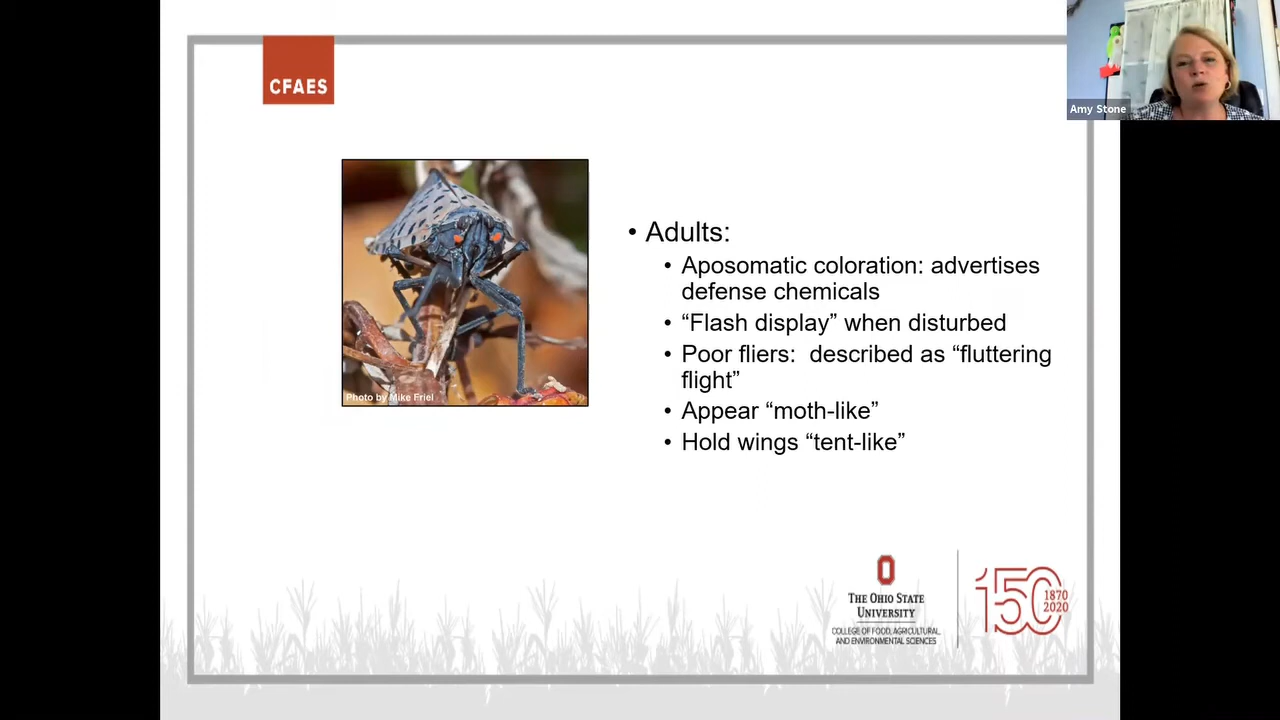 CFAES
Amy Stone
Photo by Mike Friel
• Adults:
• Aposomatic coloration: advertises
defense chemicals
• “Flash display” when disturbed
• Poor fliers:  described as “fluttering
flight”
• Appear “moth-like”
• Hold wings “tent-like”
THE OHIO STATE
UNIVERSITY
COLLEGE OF FOOD, AGRICULTURAL,
AND ENVIRONMENTAL SCIENCES
150
1870
2020